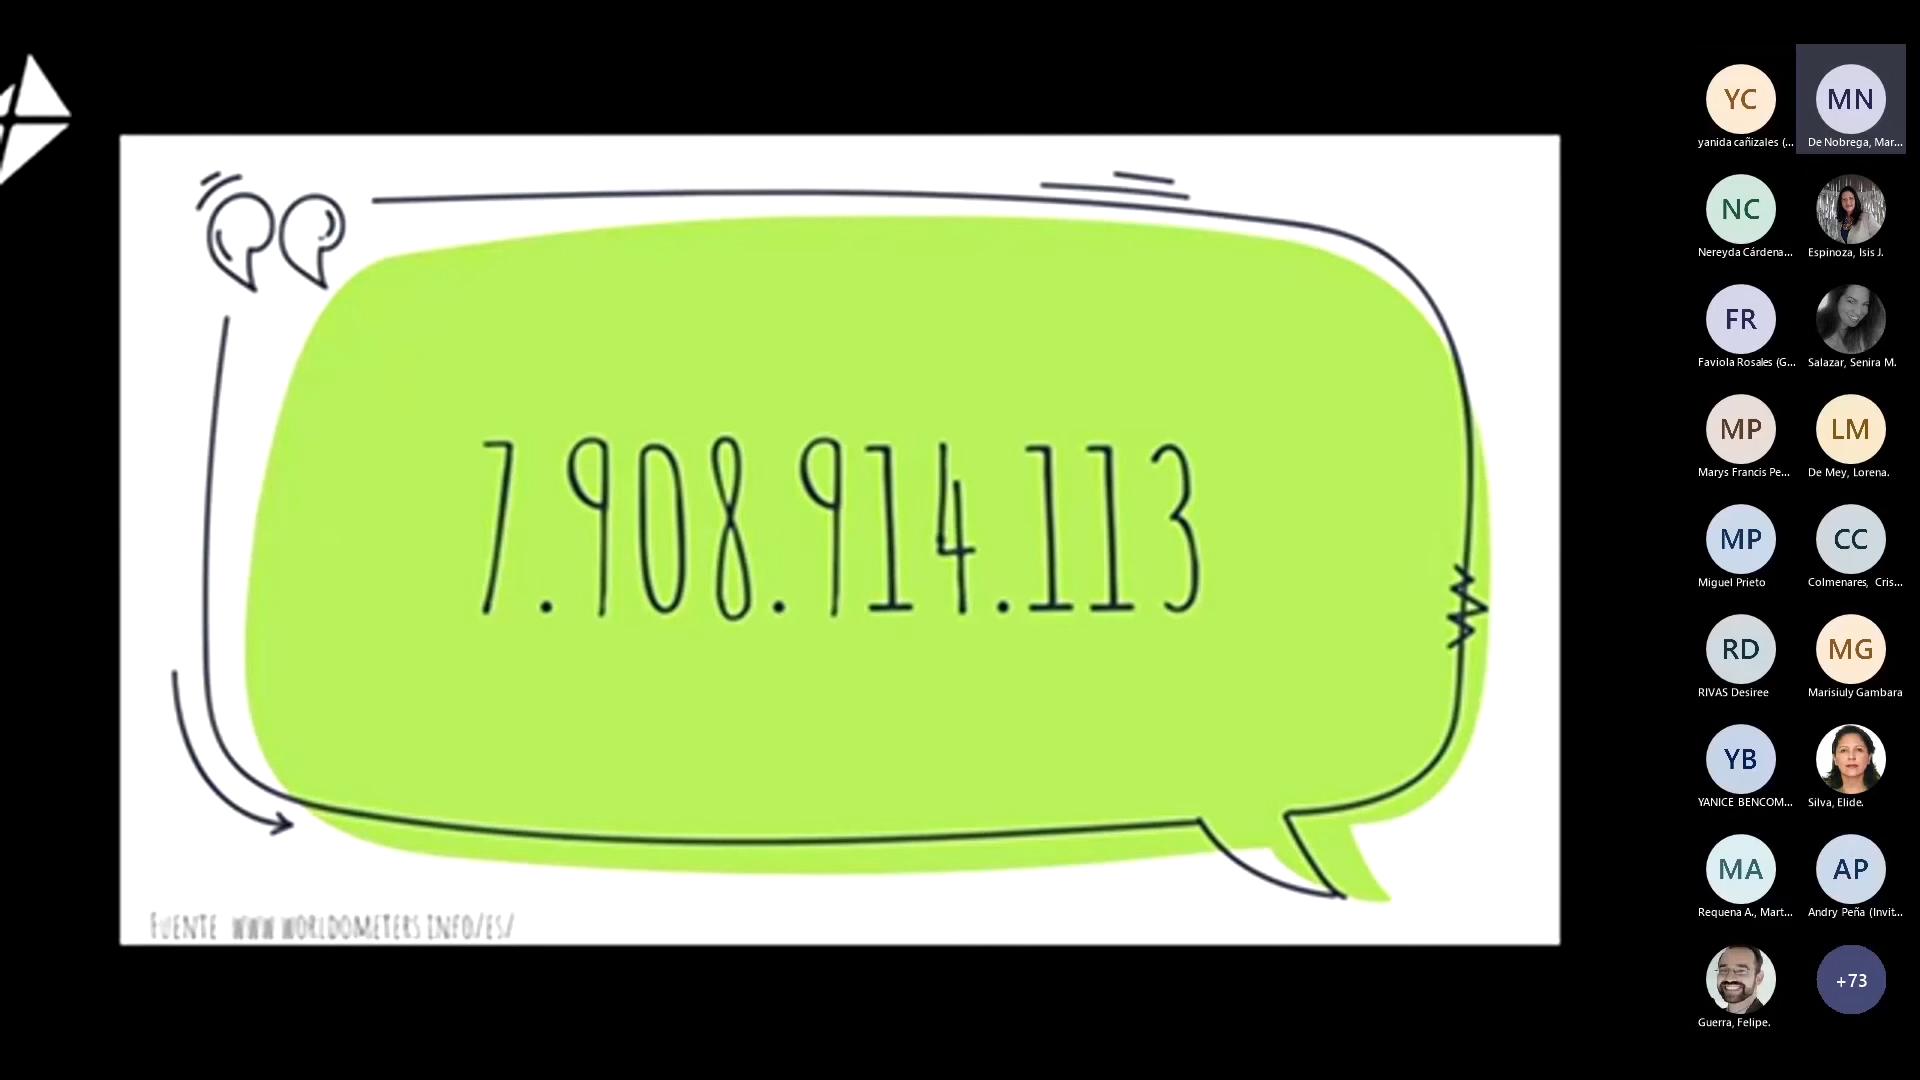 7.908.914.113
FUENTE WWW.WORLDOMETERS.INFO/ES/
YC
MN
yanida cañizales (...
De Nobrega, Mar...
NC
Nereyda Cárdena...
Espinoza, Isis J.
FR
Faviola Rosales (G...
Salazar, Senira M.
MP
LM
Marys Francis Pe...
De Mey, Lorena.
MP
CC
Miguel Prieto
Colmenares, Cris...
RD
MG
RIVAS Desiree
Marisiuly Gambara
YB
YANICE BENCOM...
Silva, Elide.
MA
AP
Requena A., Mart...
Andry Peña (Invit...
+73
Guerra, Felipe.